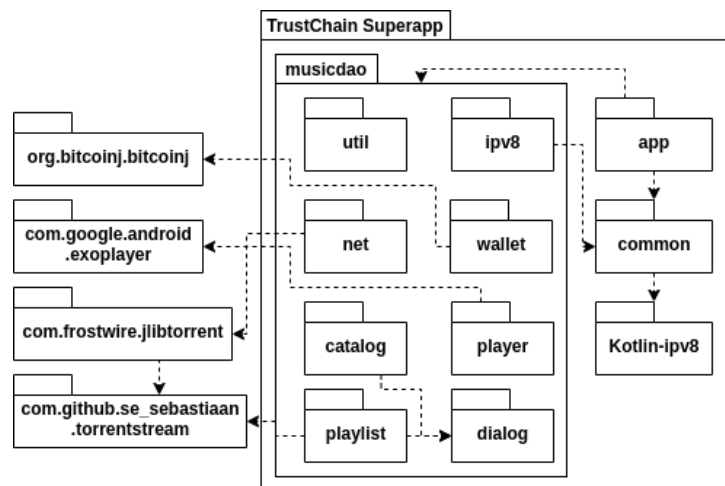 TrustChain Superapp
musicdao
util
ipv8
app
org.bitcoinj.bitcoinj
com.google.android
.exoplayer
net
wallet
common
com.frostwire.jlibtorrent
catalog
player
Kotlin-ipv8
com.github.se_sebastiaan
.torrentstream
playlist
dialog